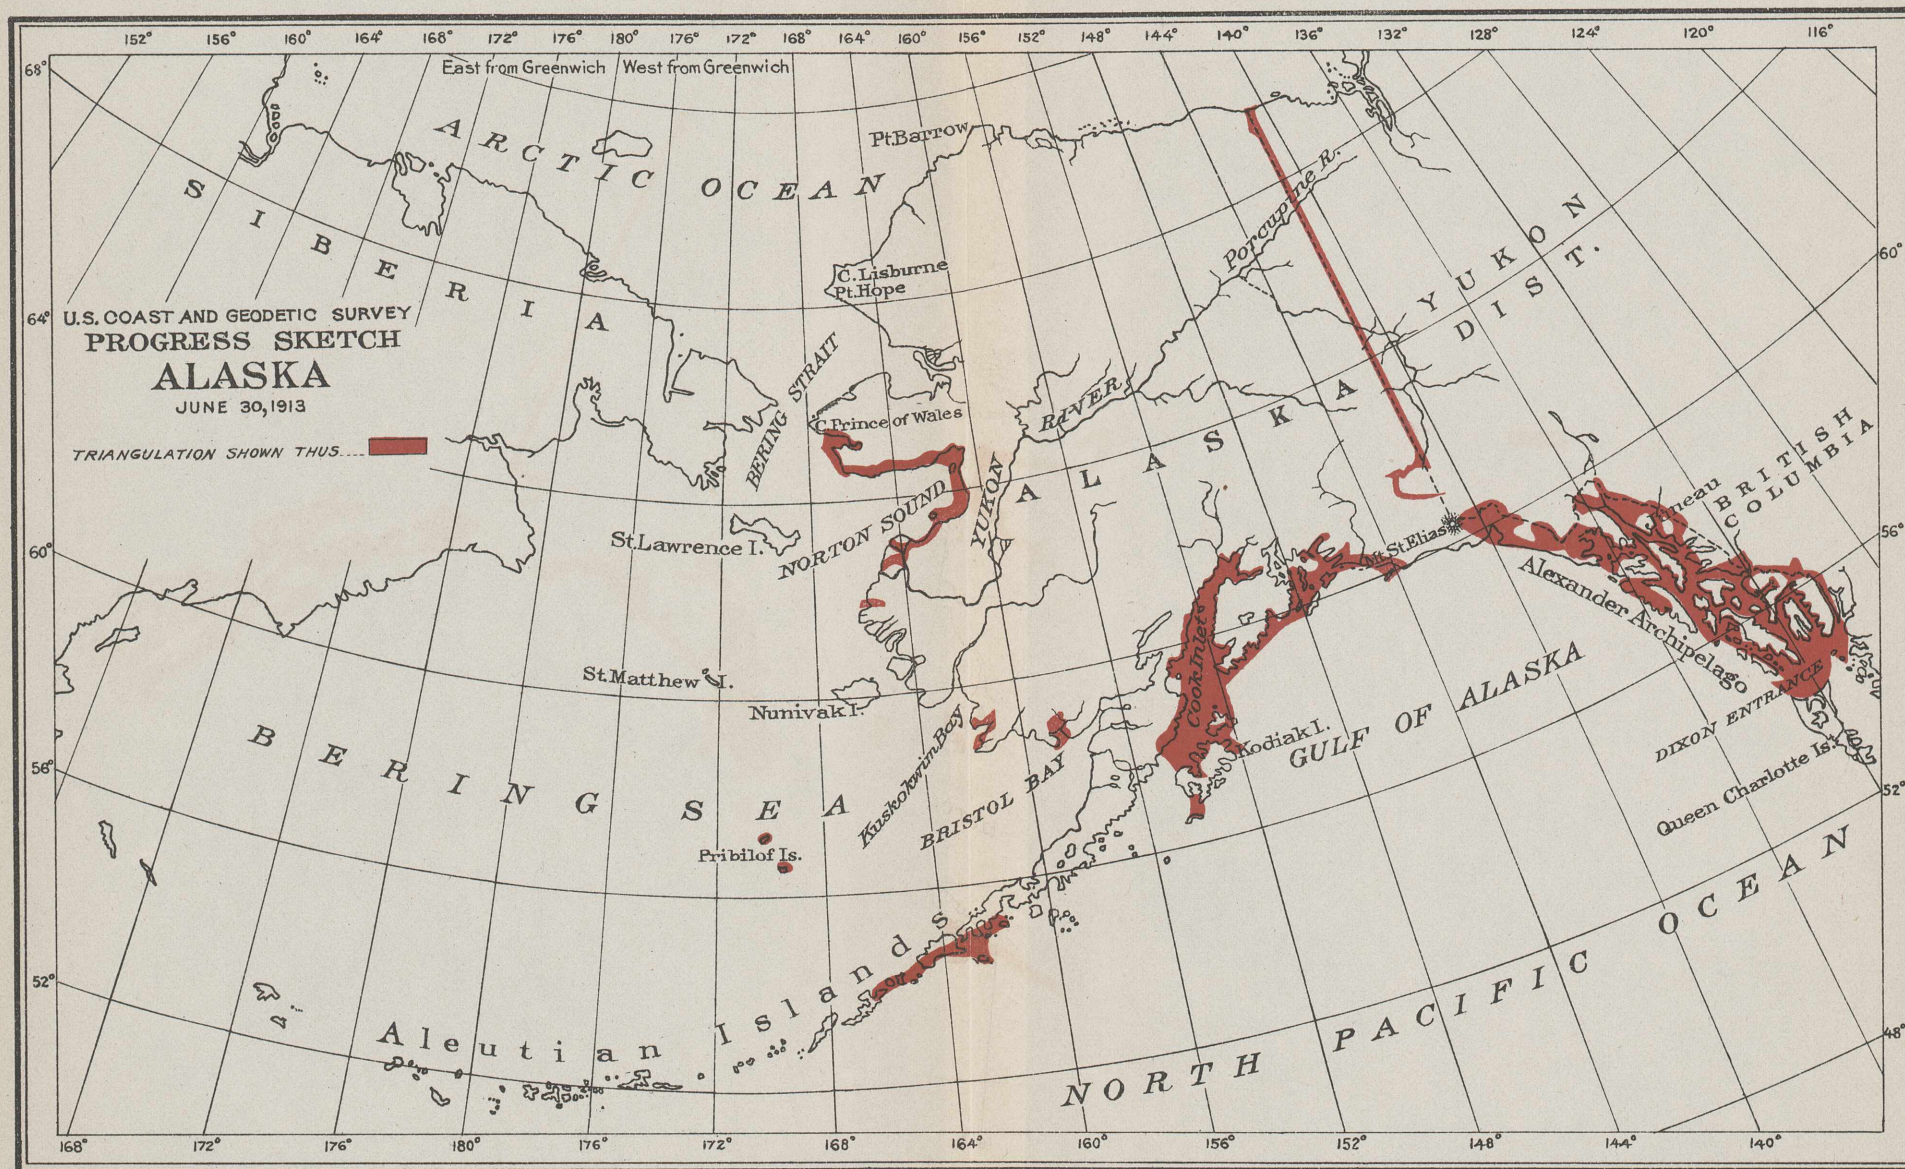 152° 156° 160° 164° 168° 172° 176° 180° 176° 172° 168° 164° 160° 156° 152° 148° 144° 140° 136° 132° 128° 124° 120° 116°
East from Greenwich West from Greenwich
68°
64°
60°
56°
52°
U.S. COAST AND GEODETIC SURVEY
PROGRESS SKETCH
ALASKA
JUNE 30, 1913
TRIANGULATION SHOWN THUS....
ARCTIC OCEAN
SIBERIA
Pt.Barrow
C.Lisburne
Pt.Hope
BERING STRAIT
C.Prince of Wales
NORTON SOUND
St.Lawrence I.
St.Matthew I.
Nunivak I.
YUKON RIVER
Porcupine R.
ALASKA
YUKON
DIST.
BRITISH
COLUMBIA
Juneau
Mt.St.Elias
Alexander Archipelago
DIXON ENTRANCE
Queen Charlotte Is.
Cook Inlet
Kodiak I.
GULF OF ALASKA
Kuskokwim Bay
BRISTOL BAY
BERING SEA
Pribilof Is.
Aleutian Islands
NORTH PACIFIC OCEAN
60°
56°
52°
48°
168° 172° 176° 180° 176° 172° 168° 164° 160° 156° 152° 148° 144° 140°